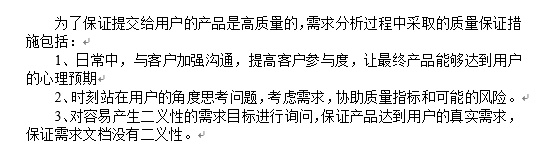 为了保证提交给用户的产品是高质量的，需求分析过程中采取的质量保证措
施包括：
1、日常中，与客户加强沟通，提高客户参与度，让最终产品能够达到用户
的心理预期
2、时刻站在用户的角度思考问题，考虑需求，协助质量指标和可能的风险。
3、对容易产生二义性的需求目标进行询问，保证产品达到用户的真实需求，
保证需求文档没有二义性。